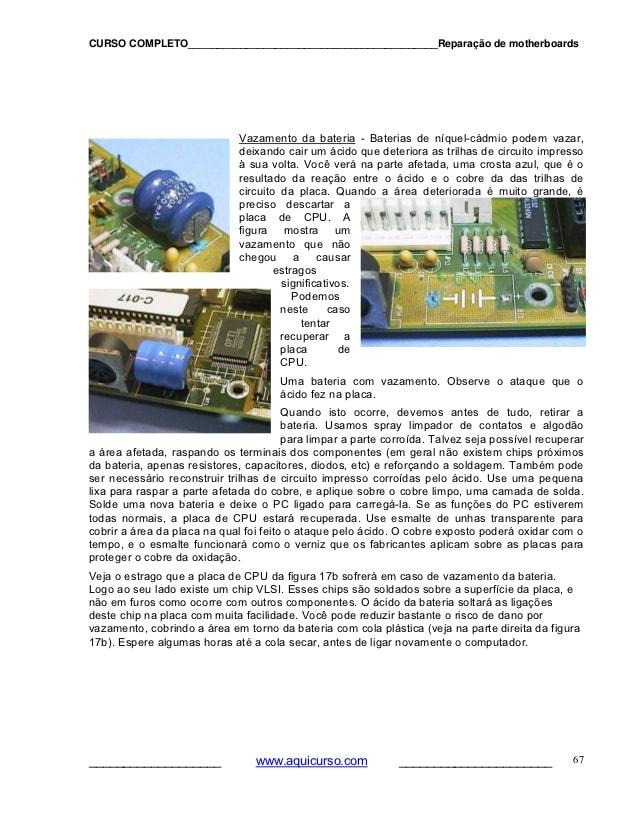 CURSO COMPLETO__________________________________________Reparação de motherboards
Vazamento da bateria - Baterias de níquel-cádmio podem vazar,
deixando cair um ácido que deteriora as trilhas de circuito impresso
à sua volta. Você verá na parte afetada, uma crosta azul, que é o
resultado da reação entre o ácido e o cobre da das trilhas de
circuito da placa. Quando a área deteriorada é muito grande, é
preciso descartar a
placa de CPU. A
figura mostra um
vazamento que não
chegou a causar
estragos
significativos.
Podemos
neste caso
tentar
recuperar a
placa de
CPU.
C-017
OPTi
Uma bateria com vazamento. Observe o ataque que o
ácido fez na placa.
Quando isto ocorre, devemos antes de tudo, retirar a
bateria. Usamos spray limpador de contatos e algodão
para limpar a parte corroída. Talvez seja possível recuperar
a área afetada, raspando os terminais dos componentes (em geral não existem chips próximos
da bateria, apenas resistores, capacitores, diodos, etc) e reforçando a soldagem. Também pode
ser necessário reconstruir trilhas de circuito impresso corroídas pelo ácido. Use uma pequena
lixa para raspar a parte afetada do cobre, e aplique sobre o cobre limpo, uma camada de solda.
Solde uma nova bateria e deixe o PC ligado para carregá-la. Se as funções do PC estiverem
todas normais, a placa de CPU estará recuperada. Use esmalte de unhas transparente para
cobrir a área da placa na qual foi feito o ataque pelo ácido. O cobre exposto poderá oxidar com o
tempo, e o esmalte funcionará como o verniz que os fabricantes aplicam sobre as placas para
proteger o cobre da oxidação.
Veja o estrago que a placa de CPU da figura 17b sofrerá em caso de vazamento da bateria.
Logo ao seu lado existe um chip VLSI. Esses chips são soldados sobre a superfície da placa, e
não em furos como ocorre com outros componentes. O ácido da bateria soltará as ligações
deste chip na placa com muita facilidade. Você pode reduzir bastante o risco de dano por
vazamento, cobrindo a área em torno da bateria com cola plástica (veja na parte direita da figura
17b). Espere algumas horas até a cola secar, antes de ligar novamente o computador.
___________________ www.aquicurso.com ______________________ 67